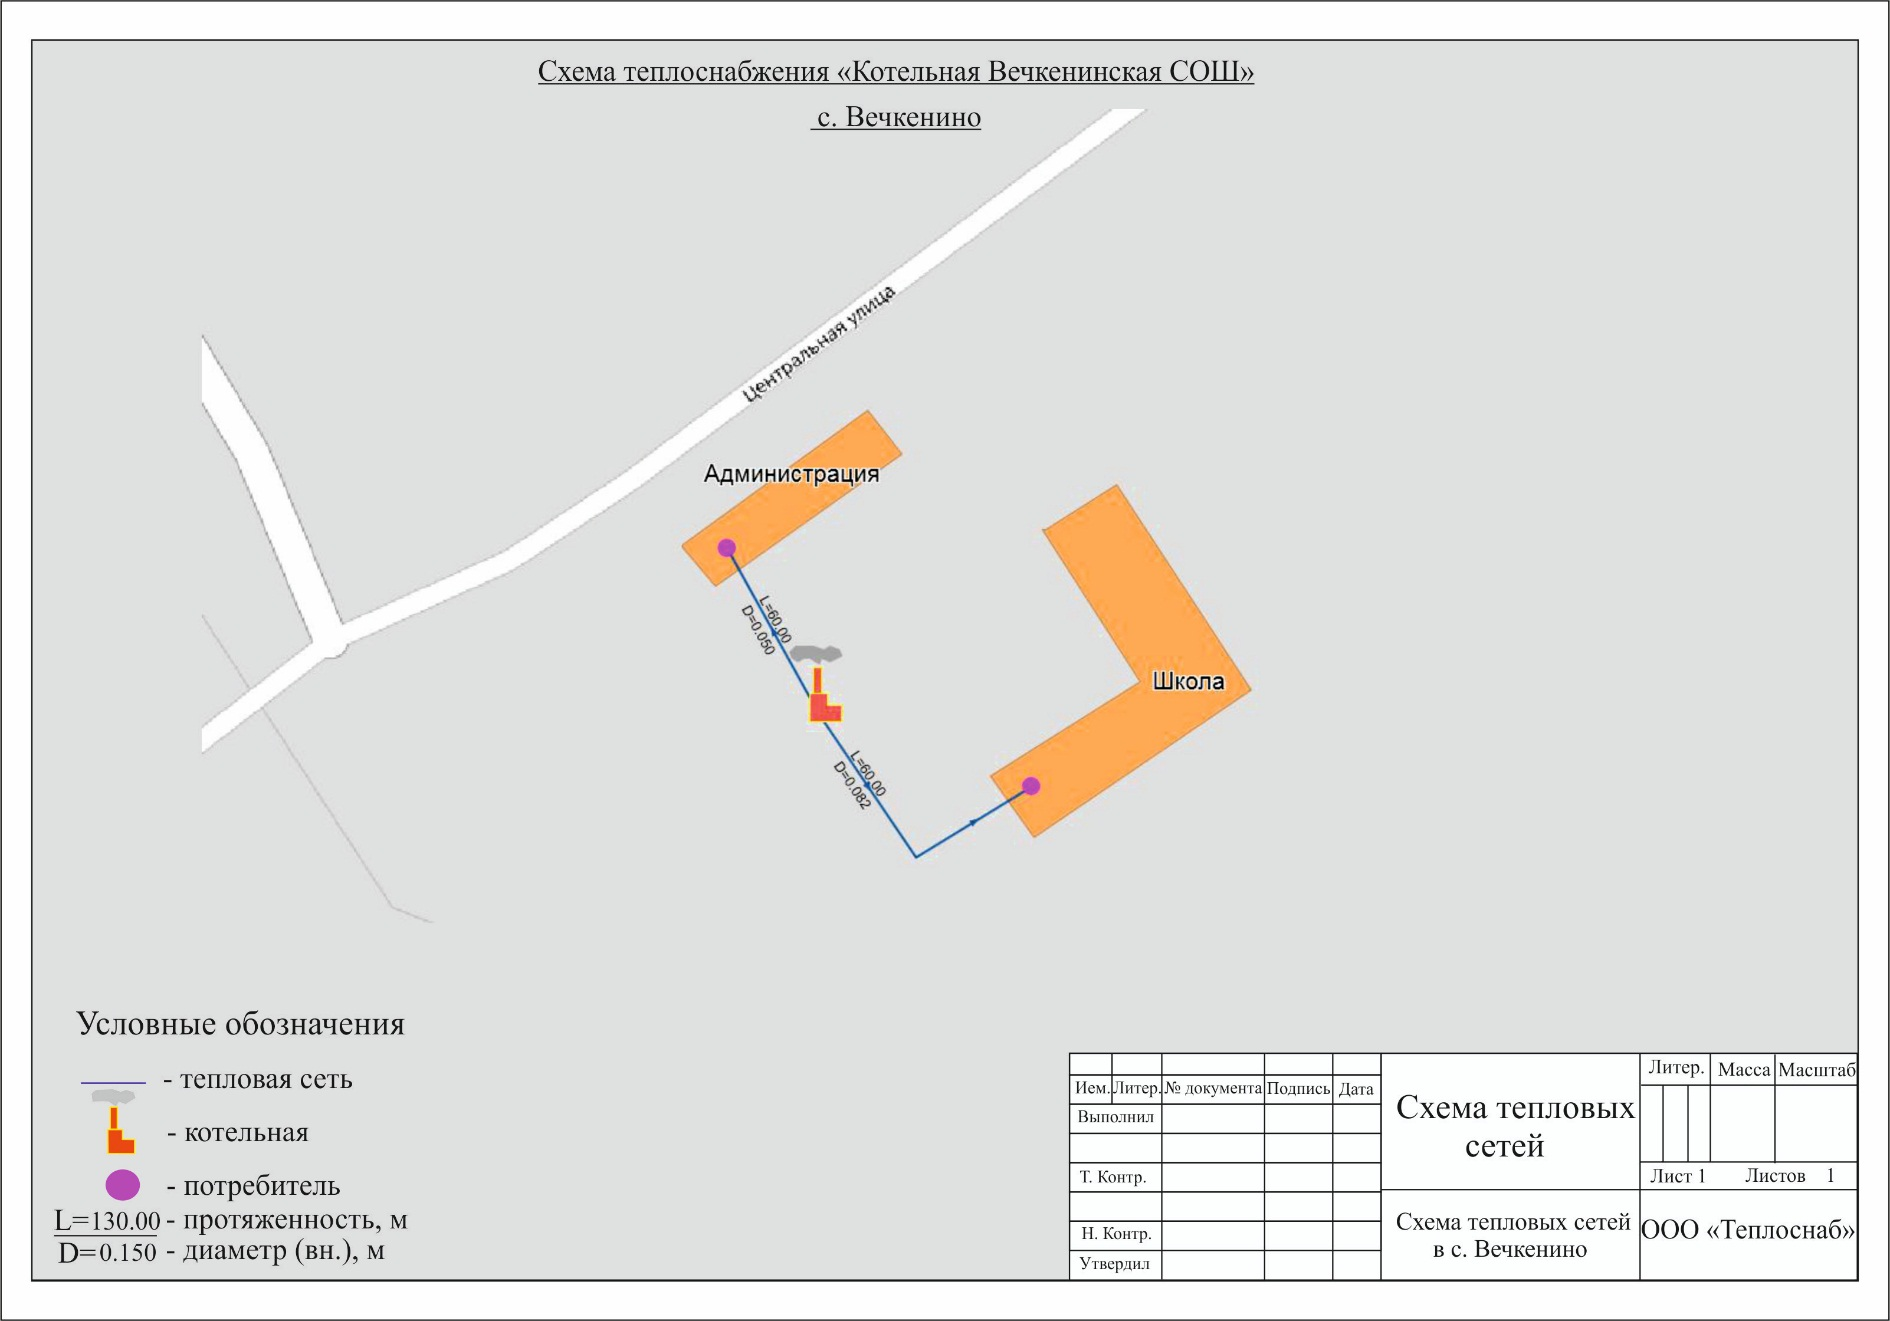 Схема теплоснабжения «Котельная Вечкенинская СОШ»
с. Вечкенино
Центральная улица
Администрация
L=60.00
D=0.050
Школа
L=60.00
D=0.082
Условные обозначения
- тепловая сеть
- котельная
- потребитель
L=130.00 - протяженность, м
D=0.150 - диаметр (вн.), м
Ием. Литер. № документа Подпись Дата
Выполнил
Т. Контр.
Н. Контр.
Утвердил
Схема тепловых
сетей
Схема тепловых сетей
в с. Вечкенино
Литер. Масса Масштаб
Лист 1 Листов 1
ООО «Теплоснаб»